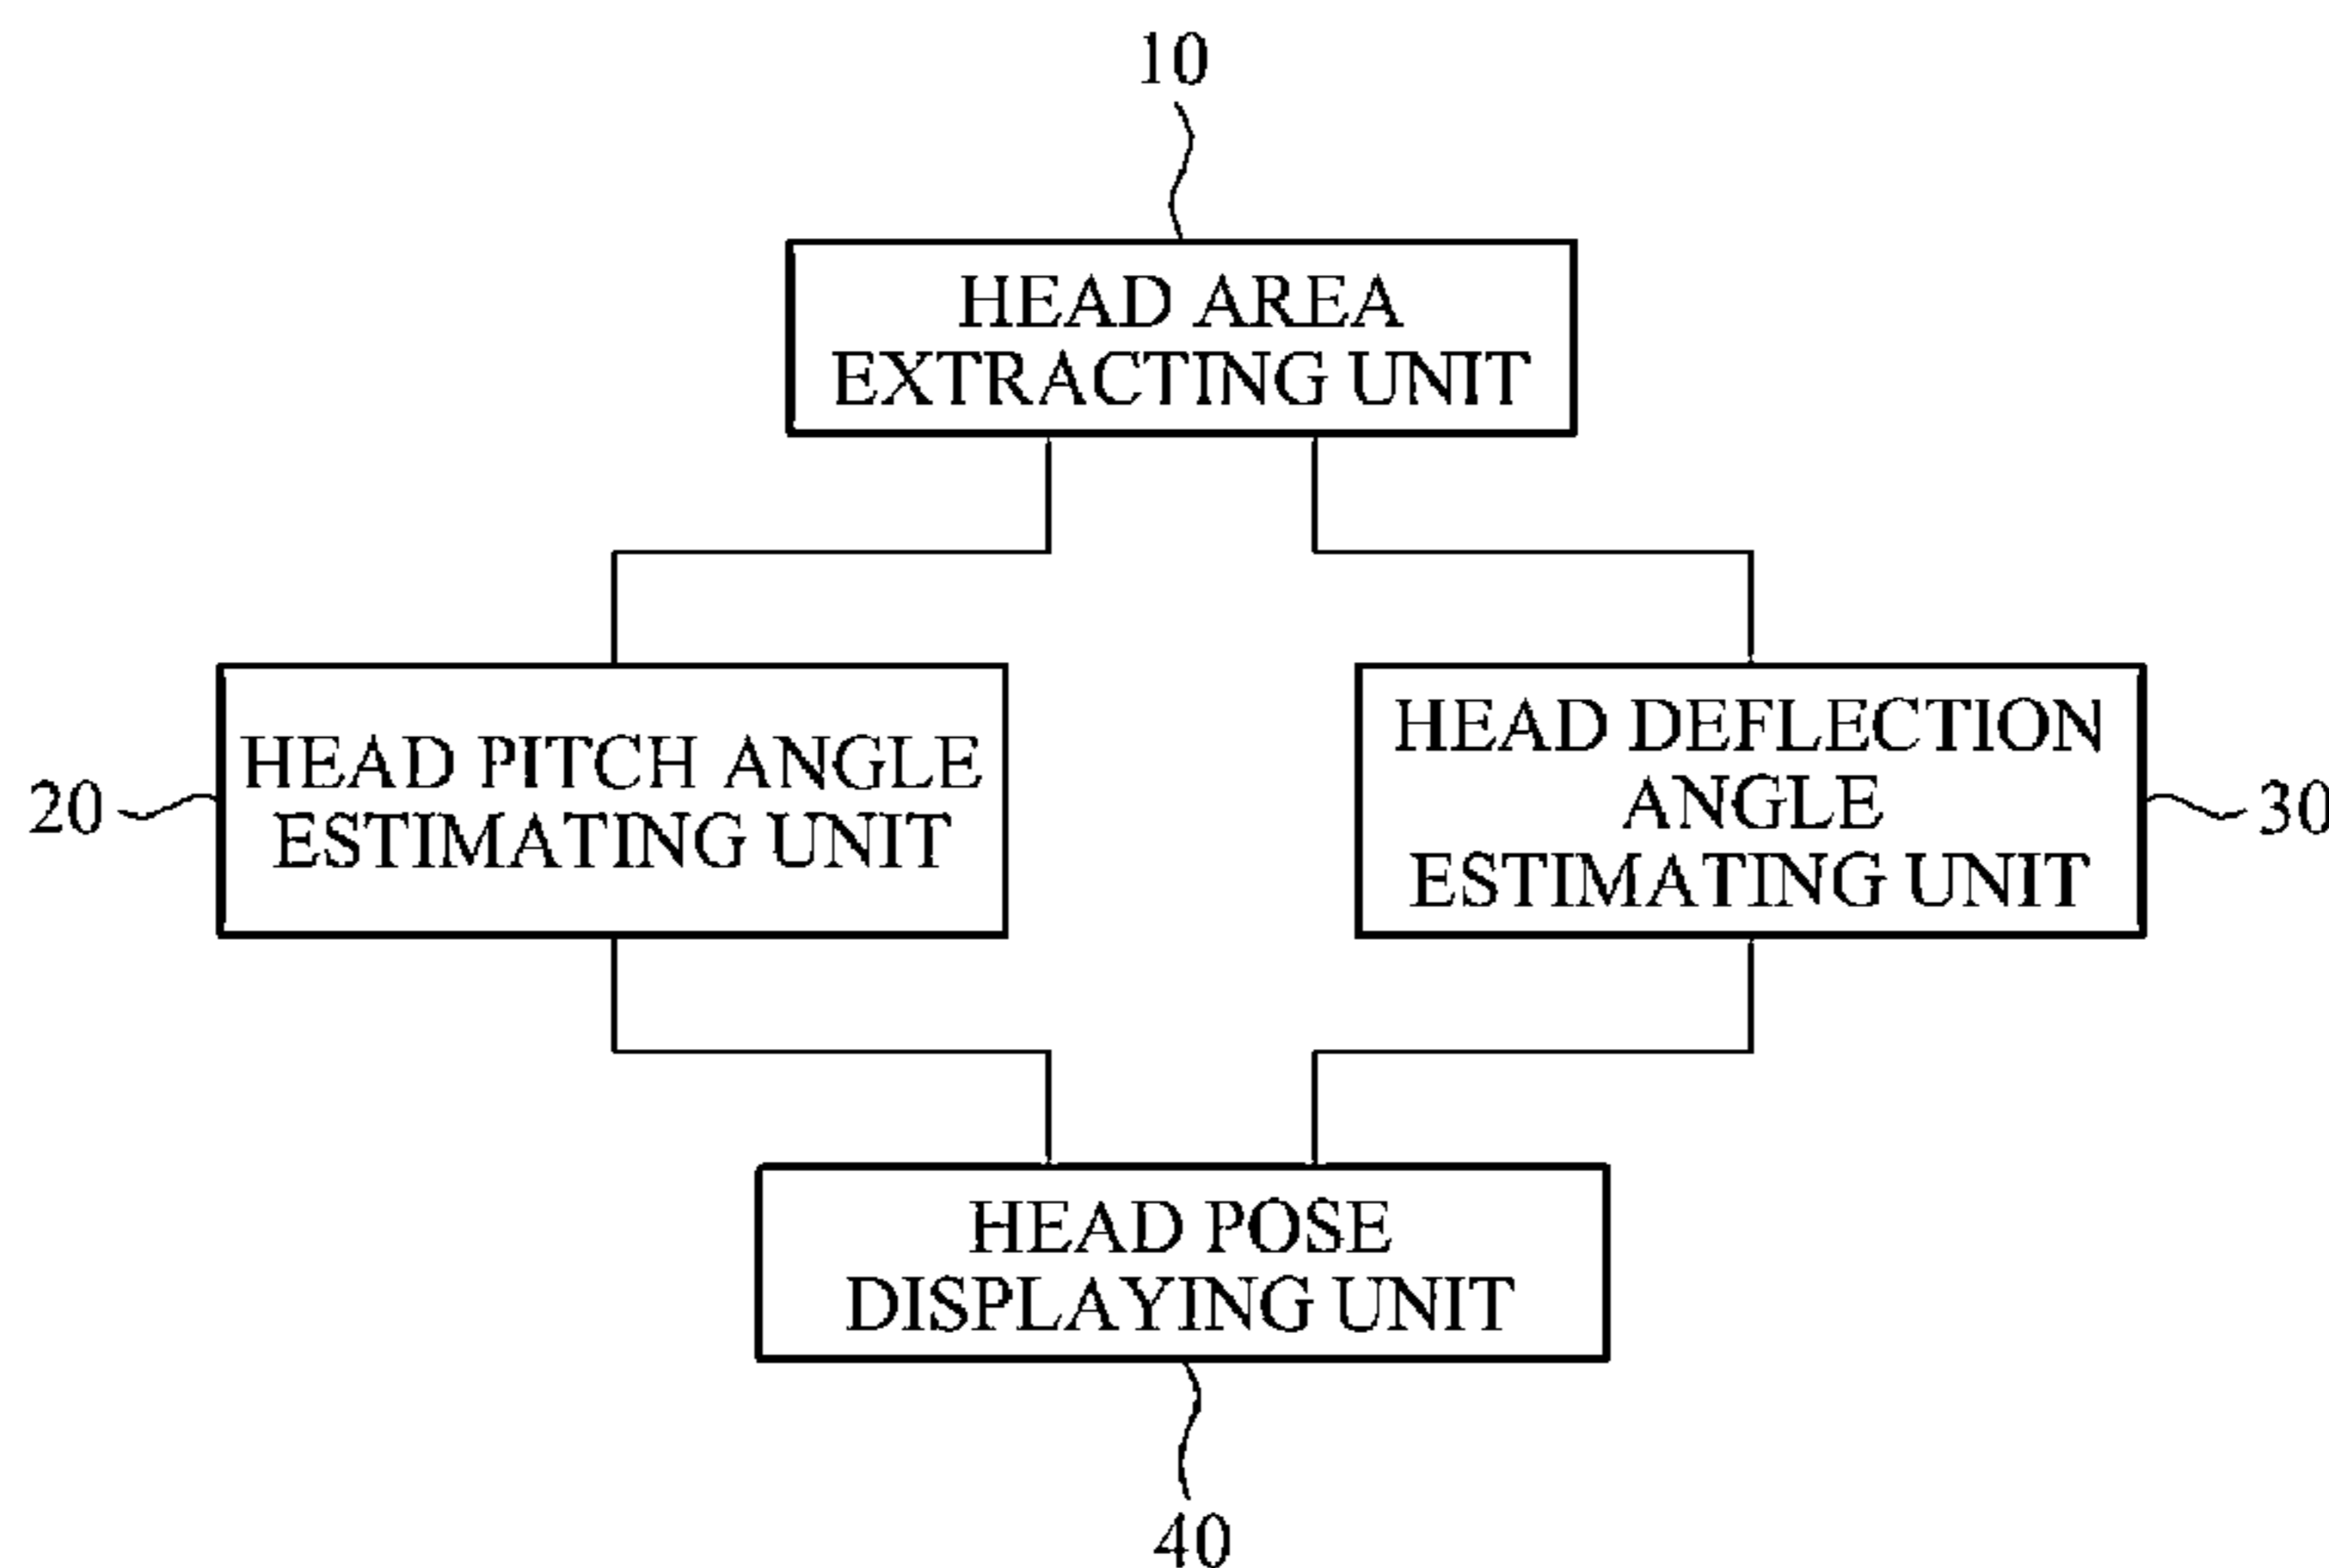 10
HEAD AREA
EXTRACTING UNIT
20
HEAD PITCH ANGLE
ESTIMATING UNIT
HEAD DEFLECTION
ANGLE
ESTIMATING UNIT
30
HEAD POSE
DISPLAYING UNIT
40